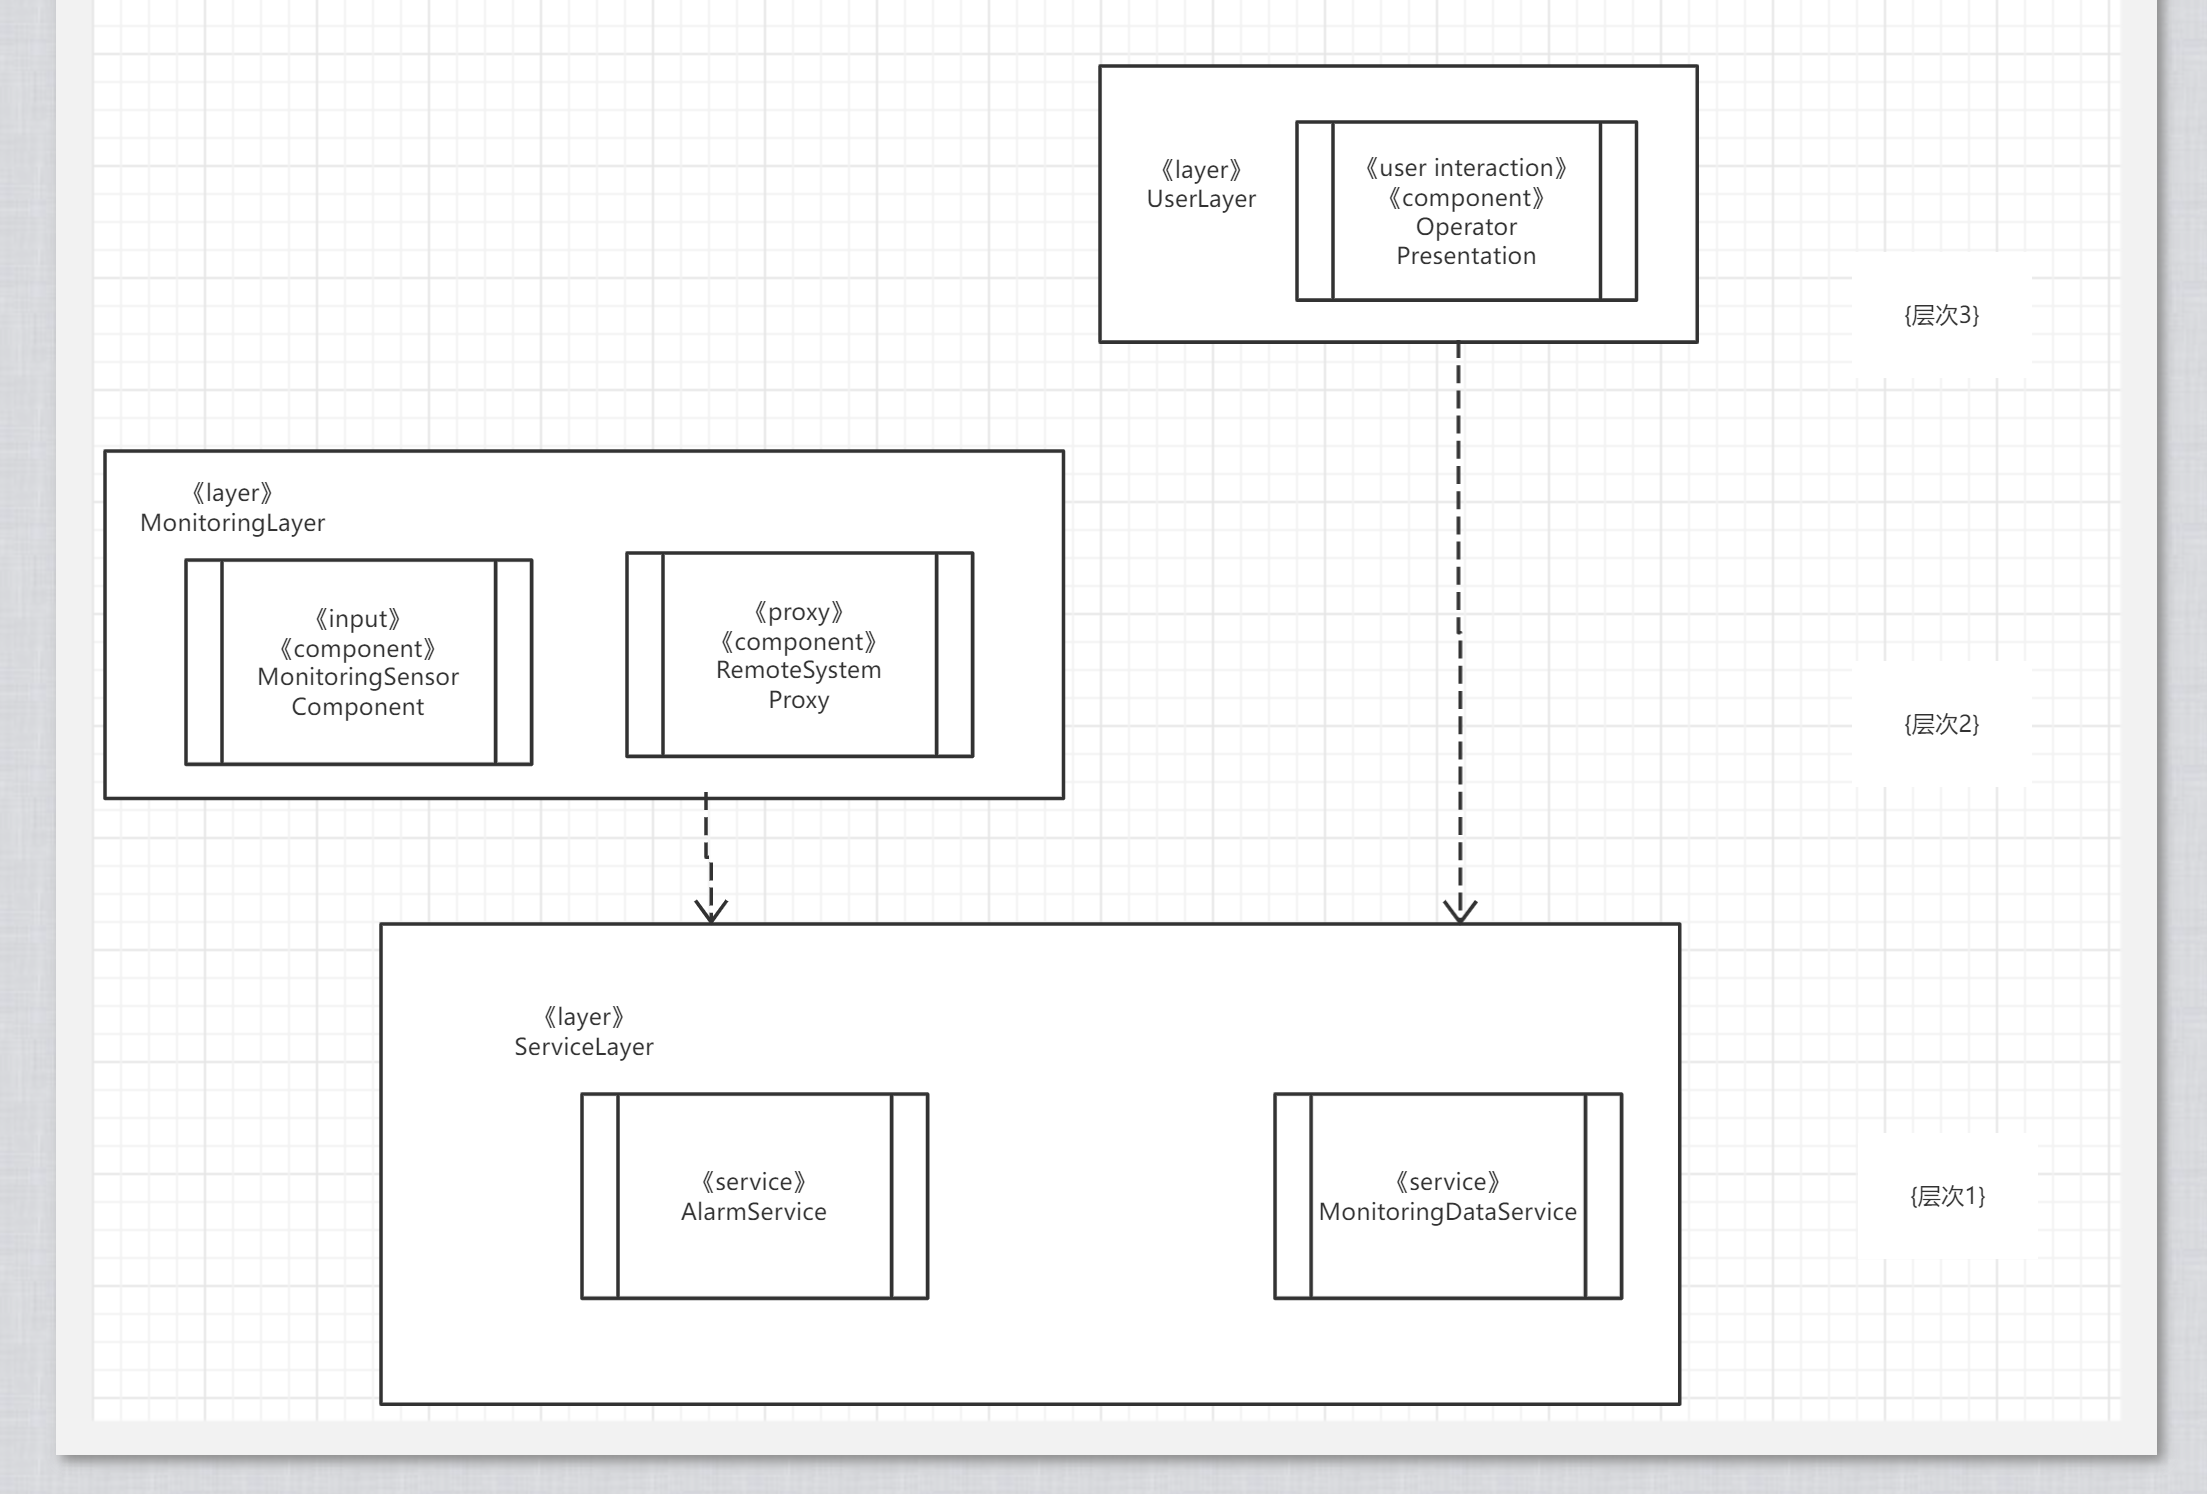 《layer》
UserLayer
《user interaction》
《component》
Operator
Presentation
{层次3}
《layer》
MonitoringLayer
《input》
《component》
MonitoringSensor
Component
《proxy》
《component》
RemoteSystem
Proxy
{层次2}
《layer》
ServiceLayer
《service》
AlarmService
《service》
MonitoringDataService
{层次1}